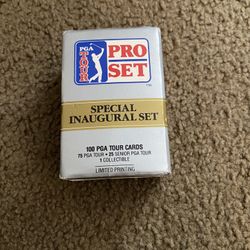 PGA
TOUR
PRO
SET
TM
SPECIAL
INAUGURAL SET
100 PGA TOUR CARDS
75 PGA TOUR • 25 SENIOR PGA TOUR
1 COLLECTIBLE
LIMITED PRINTING